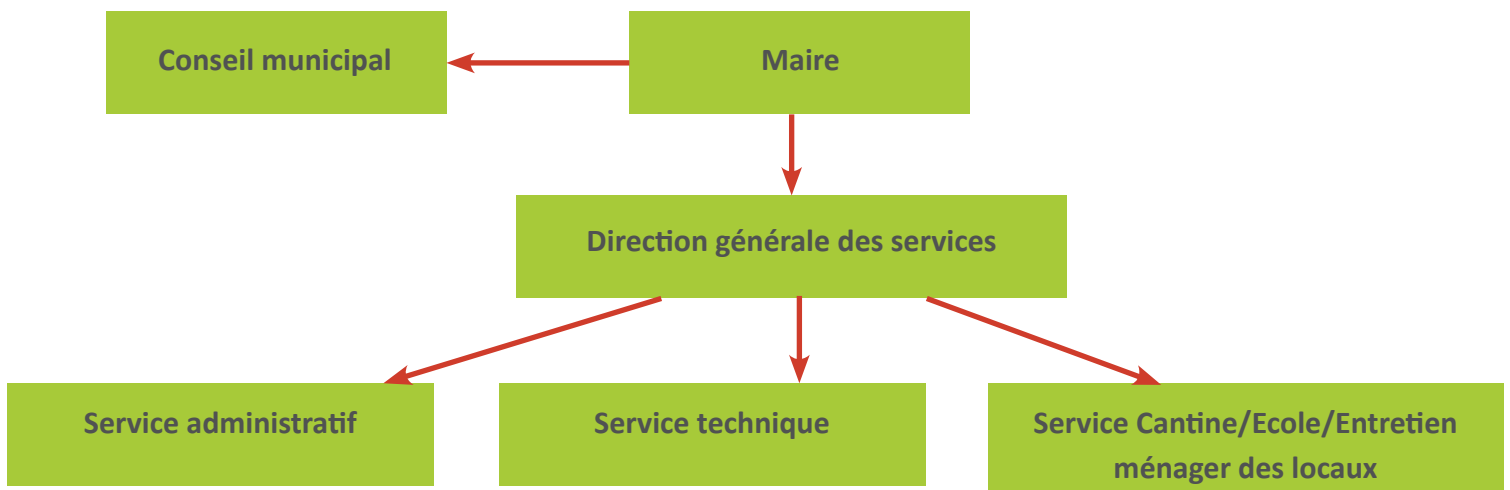 Conseil municipal
Maire
Direction générale des services
Service administratif
Service technique
Service Cantine/Ecole/Entretien
ménager des locaux